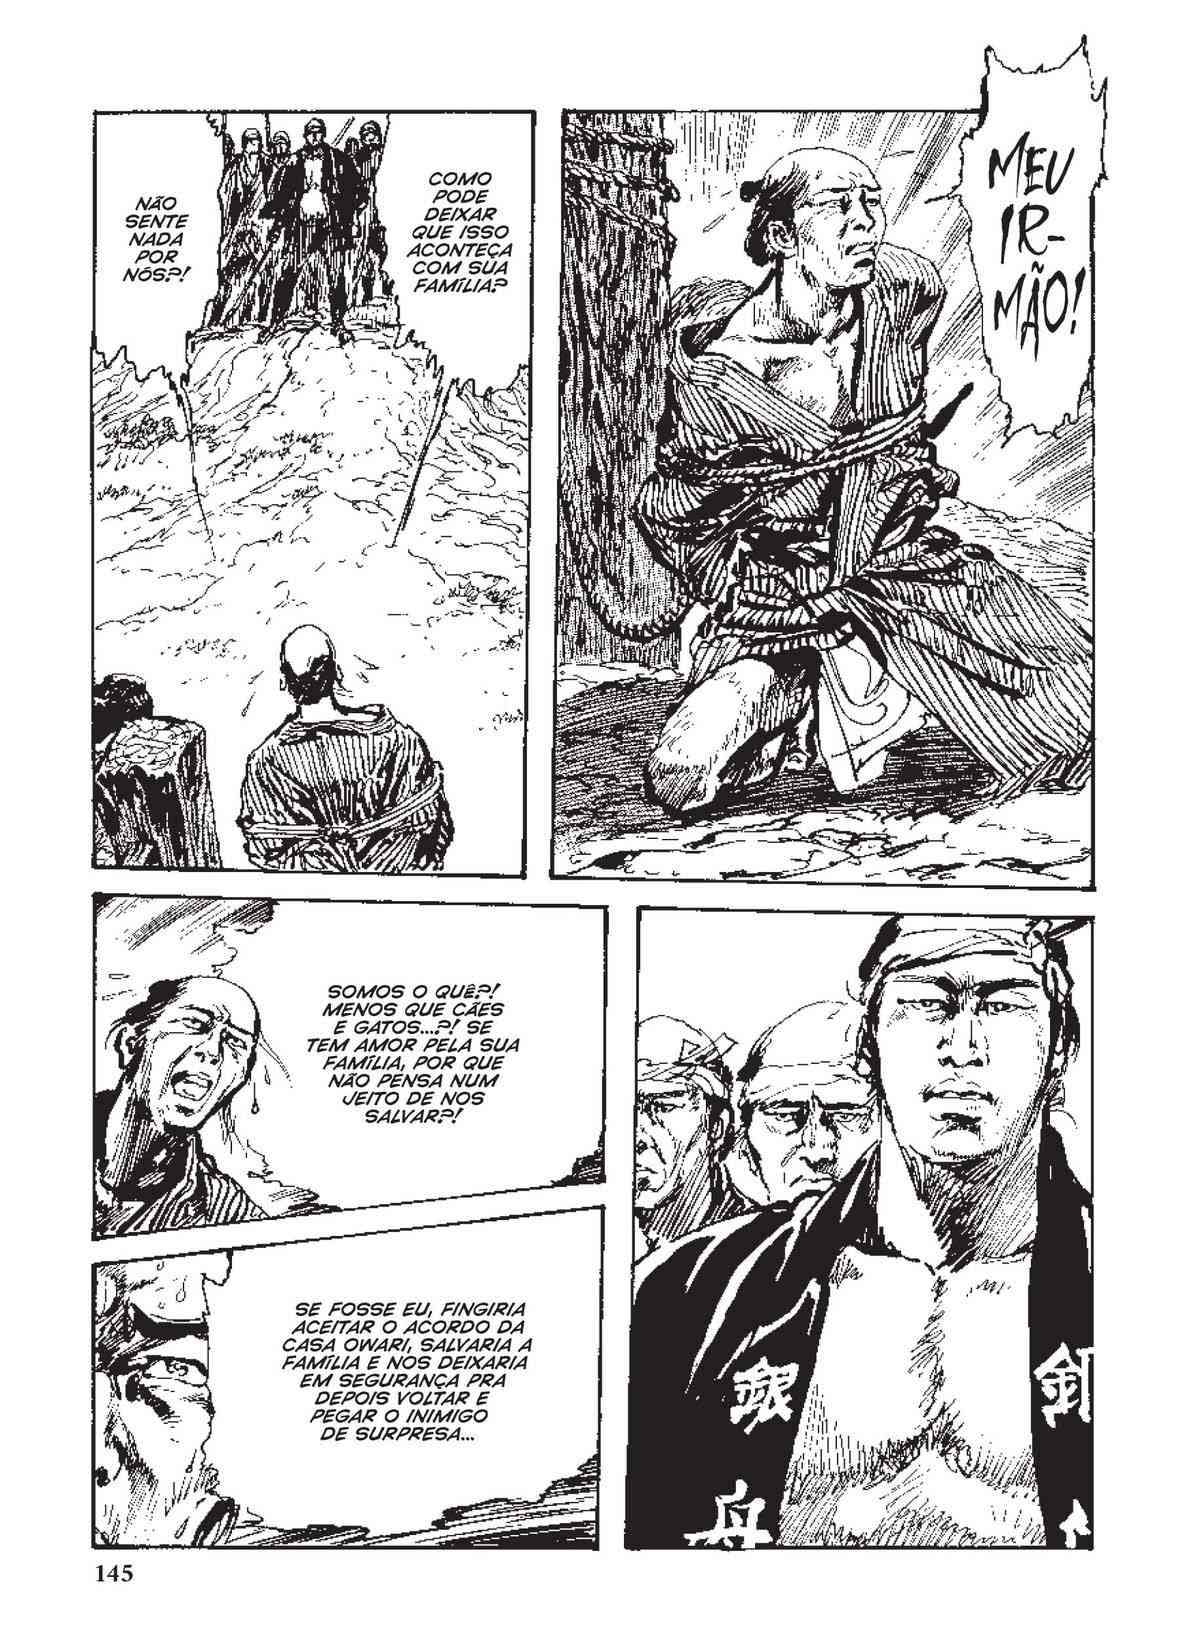 MEU
IR-
MÃO!
COMO
PODE
DEIXAR
QUE ISSO
ACONTEÇA
COM SUA
FAMÍLIA?
NÃO
SENTE
NADA
POR
NÓS?!
銀
舟
SOMOS O QUÊ?!
MENOS QUE CÃES
E GATOS...?! SE
TEM AMOR PELA SUA
FAMÍLIA, POR QUE
NÃO PENSA NUM
JEITO DE NOS
SALVAR?!
SE FOSSE EU, FINGIRIA
ACEITAR O ACORDO DA
CASA OWARI, SALVARIA A
FAMÍLIA E NOS DEIXARIA
EM SEGURANÇA PRA
DEPOIS VOLTAR E
PEGAR O INIMIGO
DE SURPRESA...
145